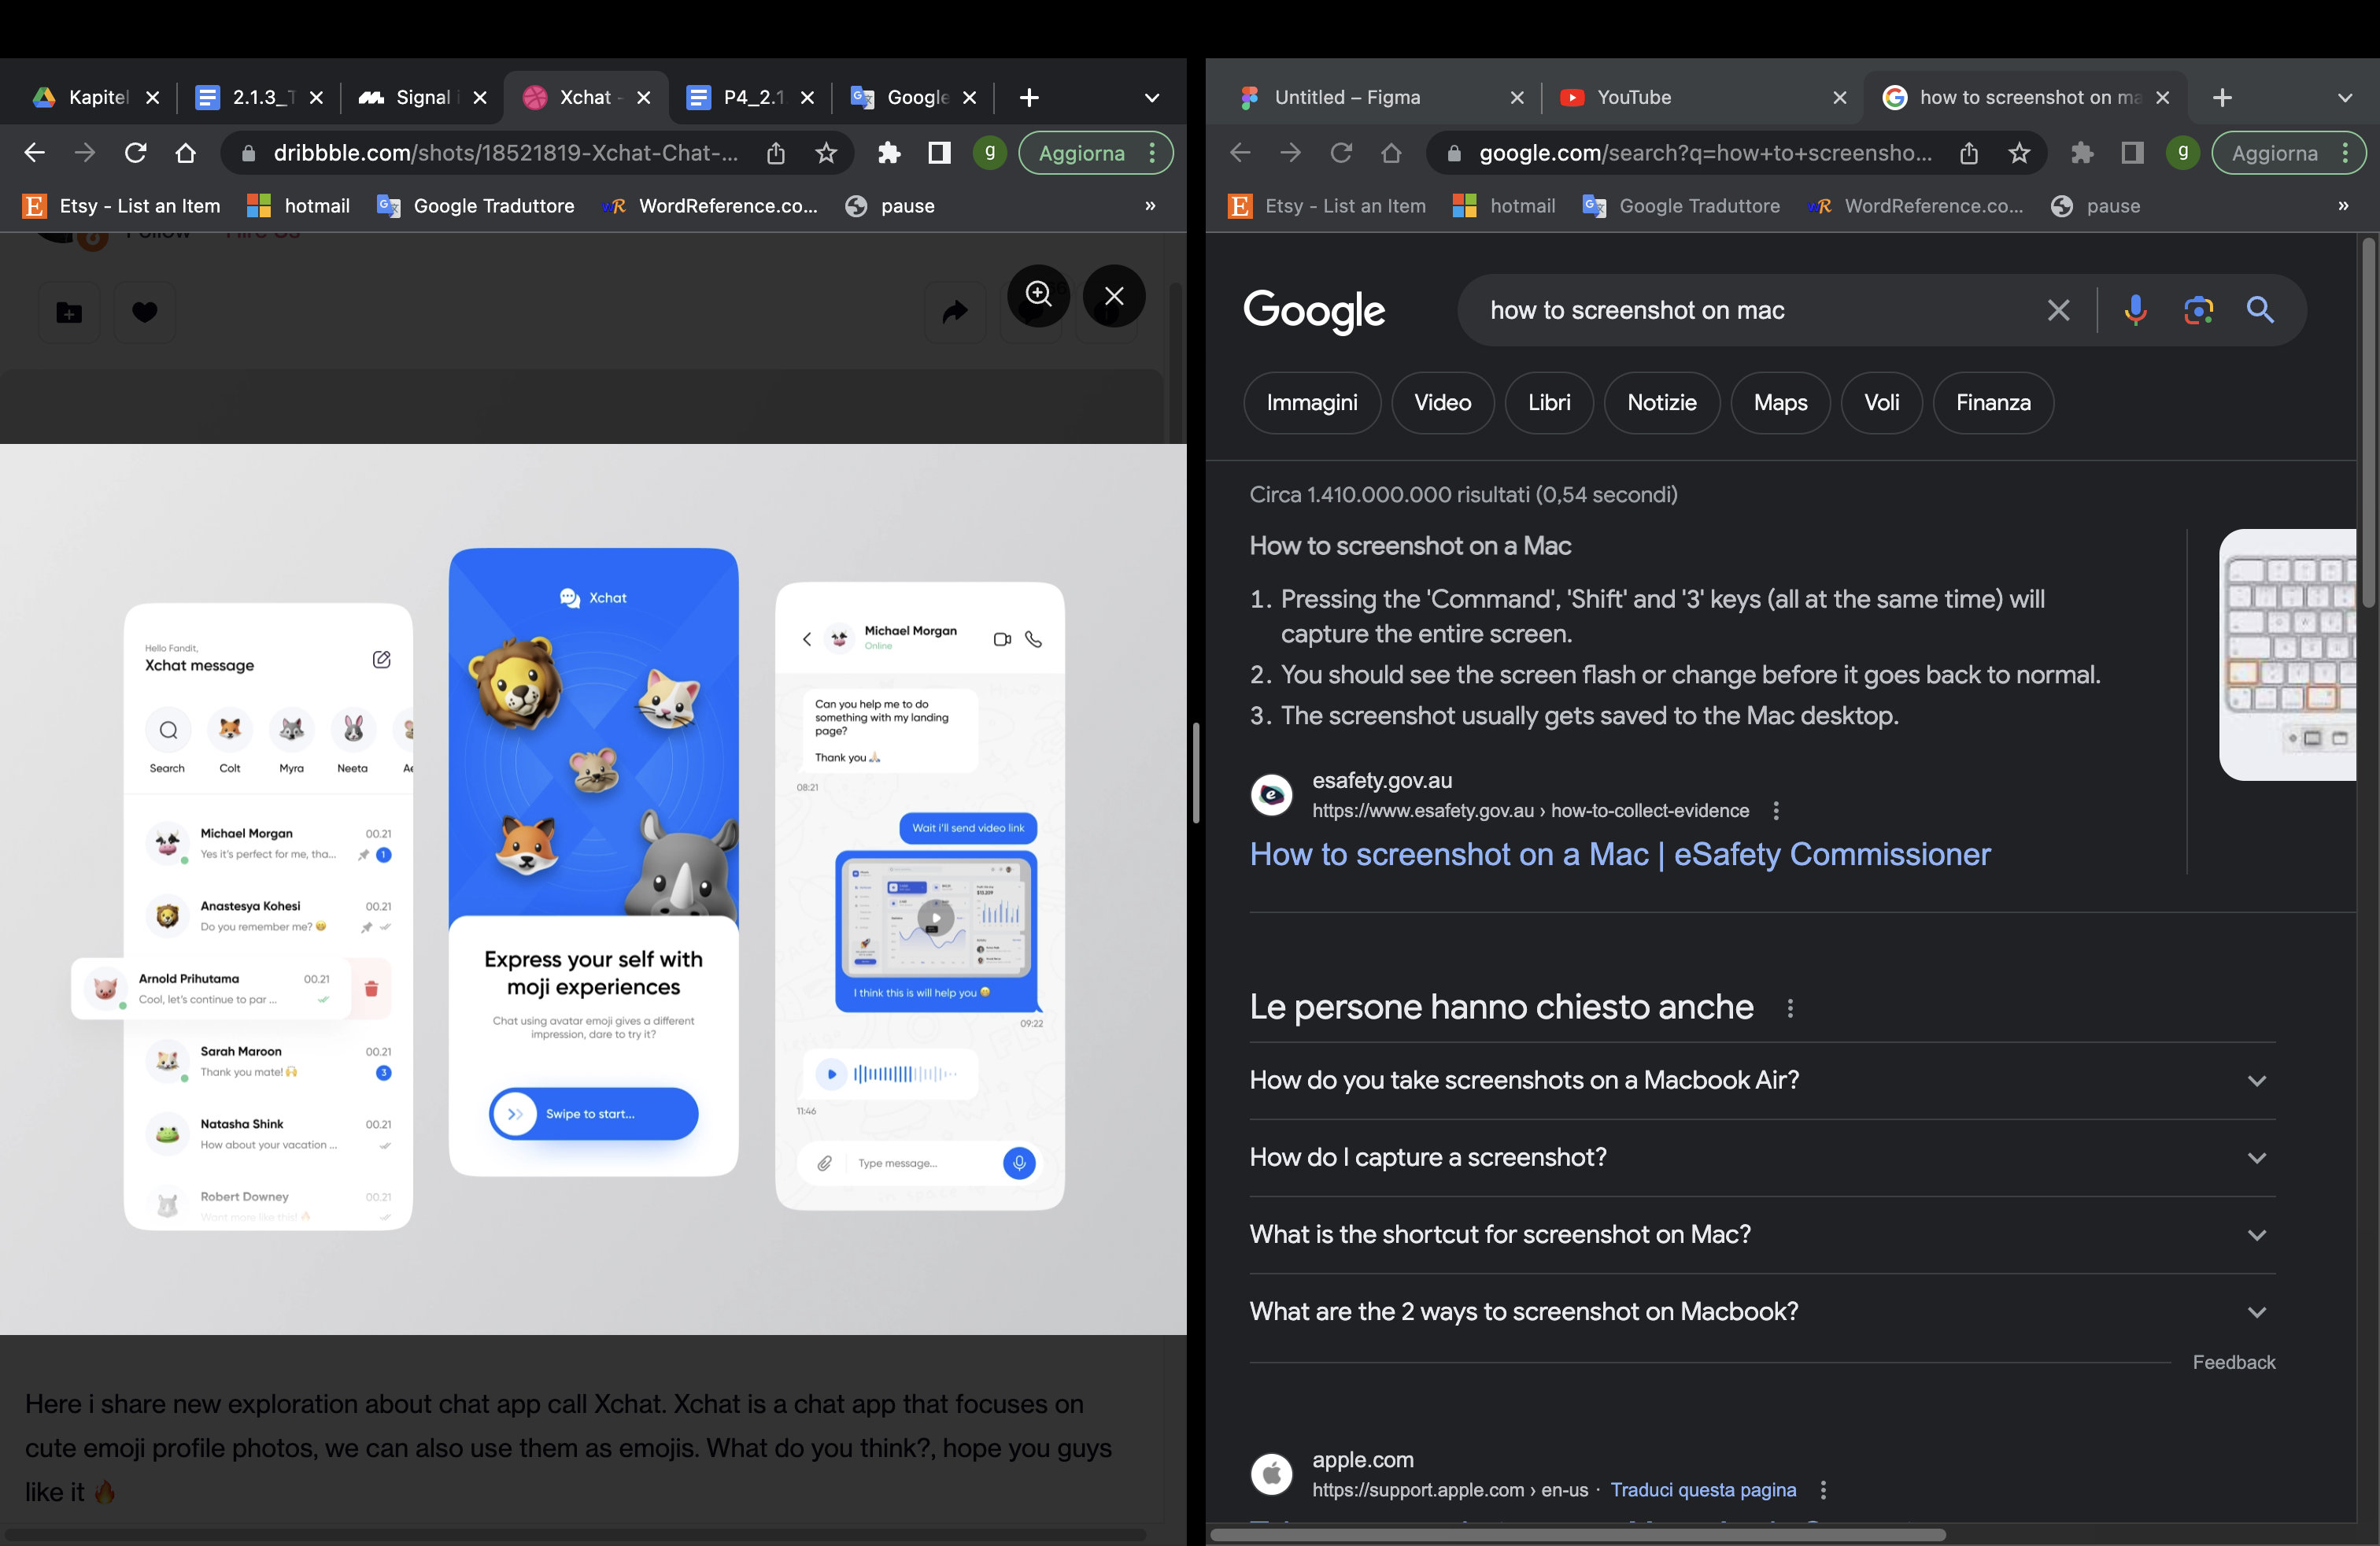 Kapitel
2.1.3_T
Signal i
Xchat -
P4_2.1.
Google
dribbble.com/shots/18521819-Xchat-Chat-...
g
Aggiorna
Etsy - List an Item
hotmail
Google Traduttore
WordReference.co...
pause
»
Follow
Hire Us
Hello Fandit,
Xchat message
Search
Colt
Myra
Neeta
Ae
Michael Morgan
00.21
Yes it's perfect for me, tha...
1
Anastesya Kohesi
00.21
Do you remember me? 😁
Arnold Prihutama
00.21
Cool, let's continue to par ...
Sarah Maroon
00.21
Thank you mate! 🙌
3
Natasha Shink
00.21
How about your vacation ...
Robert Downey
00.21
Want more like this! 🔥
Xchat
Express your self with
moji experiences
Chat using avatar emoji gives a different
impression, dare to try it?
Swipe to start...
Michael Morgan
Online
Can you help me to do
something with my landing
page?
Thank you 🙏🏻
08:21
Wait i'll send video link
I think this is will help you 😁
09:22
11:46
Type message...
Here i share new exploration about chat app call Xchat. Xchat is a chat app that focuses on
cute emoji profile photos, we can also use them as emojis. What do you think?, hope you guys
like it 🔥
Untitled – Figma
YouTube
how to screenshot on ma
google.com/search?q=how+to+screensho...
g
Aggiorna
Etsy - List an Item
hotmail
Google Traduttore
WordReference.co...
pause
»
Google
how to screenshot on mac
Immagini
Video
Libri
Notizie
Maps
Voli
Finanza
Circa 1.410.000.000 risultati (0,54 secondi)
How to screenshot on a Mac
1. Pressing the 'Command', 'Shift' and '3' keys (all at the same time) will
capture the entire screen.
2. You should see the screen flash or change before it goes back to normal.
3. The screenshot usually gets saved to the Mac desktop.
esafety.gov.au
https://www.esafety.gov.au › how-to-collect-evidence
How to screenshot on a Mac | eSafety Commissioner
Le persone hanno chiesto anche
How do you take screenshots on a Macbook Air?
How do I capture a screenshot?
What is the shortcut for screenshot on Mac?
What are the 2 ways to screenshot on Macbook?
Feedback
apple.com
https://support.apple.com › en-us · Traduci questa pagina